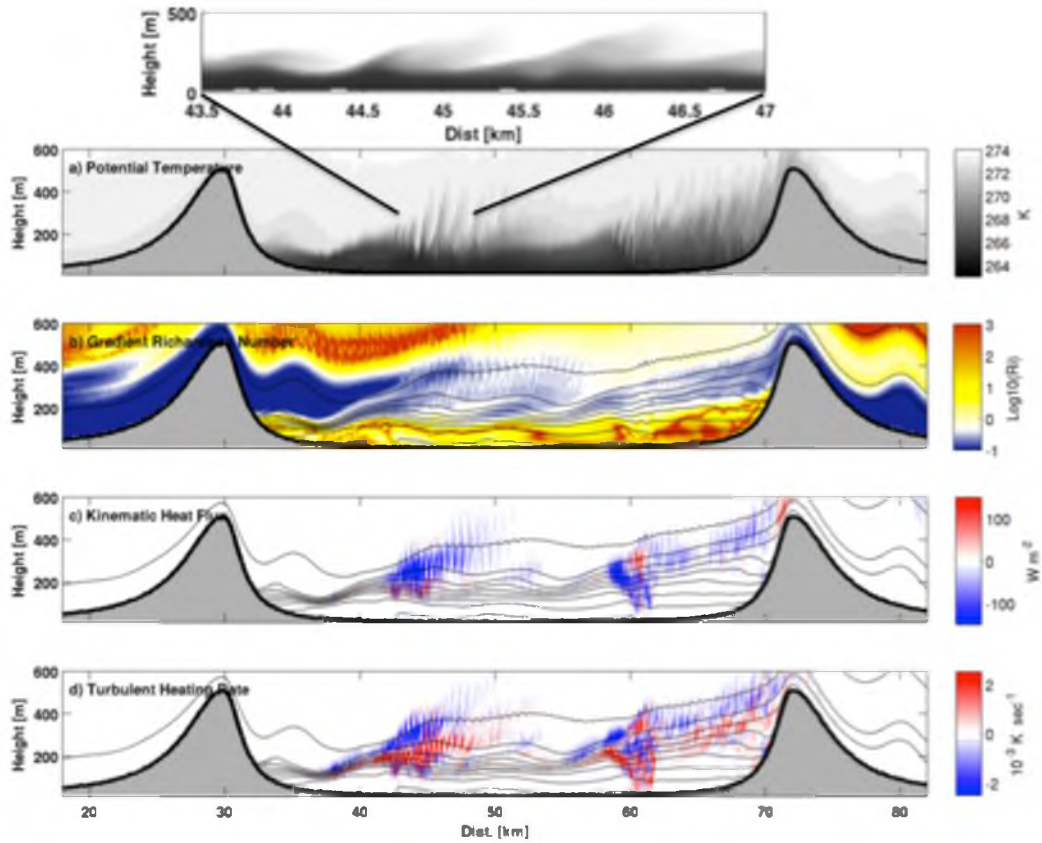 500
Height [m]
0
43.5 44 44.5 45 45.5 46 46.5 47
Dist [km]
a) Potential Temperature
600
400
200
Height [m]
274
272
270
268
266
264
K
b) Gradient Richardson Number
600
400
200
Height [m]
3
2
1
0
-1
Log10(Ri)
c) Kinematic Heat Flux
600
400
200
Height [m]
100
0
-100
W m²
d) Turbulent Heating Rate
600
400
200
Height [m]
2
0
-2
10⁻³ K sec⁻¹
20 30 40 50 60 70 80
Dist. [km]